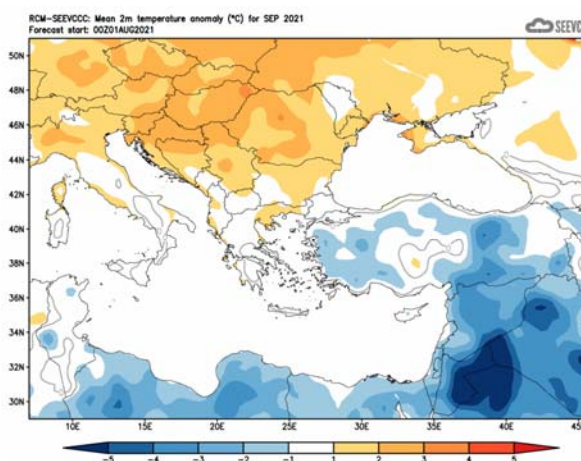 RCM-SEEVCCC: Mean 2m temperature anomaly (°C) for SEP 2021
Forecast start: 00Z01AUG2021
SEEVCC
50N
48N
46N
44N
42N
40N
38N
36N
34N
32N
30N
10E 15E 20E 25E 30E 35E 40E 45E
-5 -4 -3 -2 -1 1 2 3 4 5